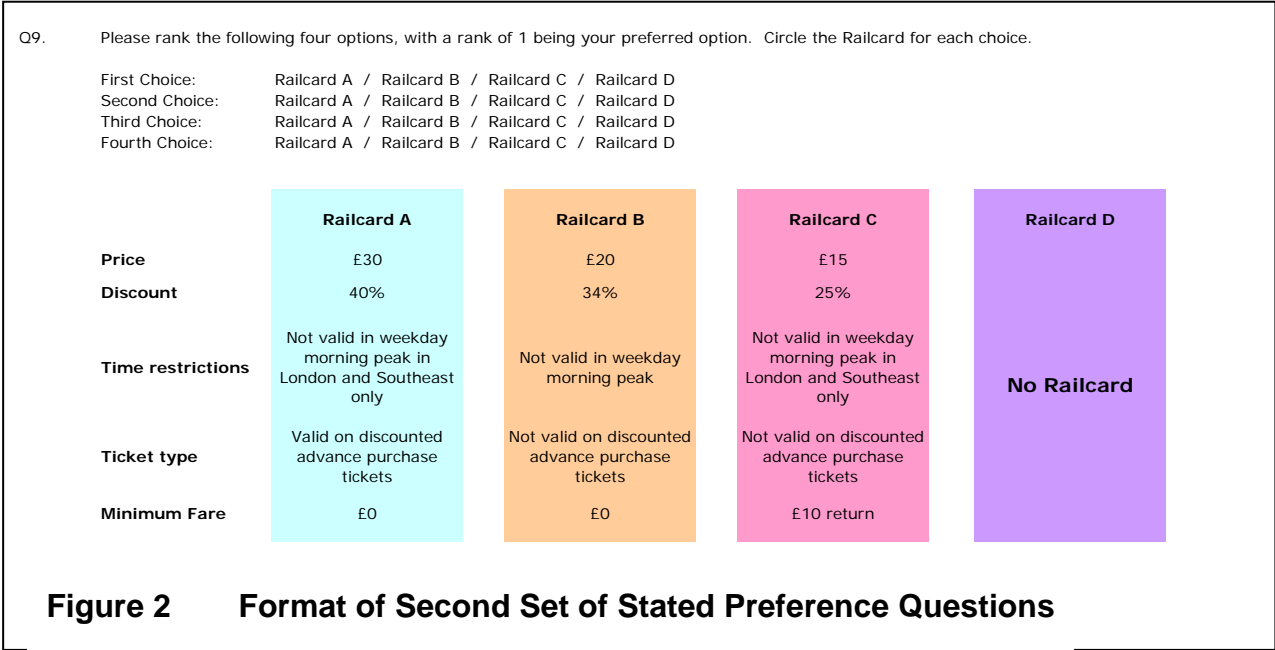 Q9. Please rank the following four options, with a rank of 1 being your preferred option. Circle the Railcard for each choice.
First Choice: Railcard A / Railcard B / Railcard C / Railcard D
Second Choice: Railcard A / Railcard B / Railcard C / Railcard D
Third Choice: Railcard A / Railcard B / Railcard C / Railcard D
Fourth Choice: Railcard A / Railcard B / Railcard C / Railcard D
Railcard A Railcard B Railcard C Railcard D
Price £30 £20 £15
Discount 40% 34% 25%
Time restrictions
Not valid in weekday
morning peak in
London and Southeast
only
Not valid in weekday
morning peak
Not valid in weekday
morning peak in
London and Southeast
only
No Railcard
Ticket type
Valid on discounted
advance purchase
tickets
Not valid on discounted
advance purchase
tickets
Not valid on discounted
advance purchase
tickets
Minimum Fare £0 £0 £10 return
Figure 2 Format of Second Set of Stated Preference Questions